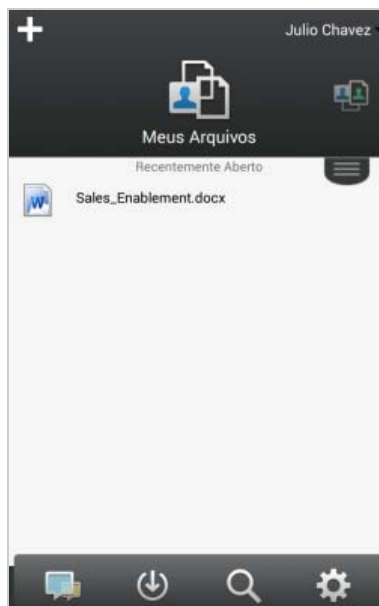 Julio Chavez
Meus Arquivos
Recentemente Aberto
Sales_Enablement.docx